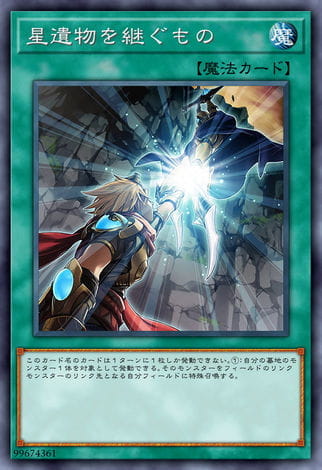 星遺物を継ぐもの
魔
【魔法カード】
このカード名のカードは1ターンに1枚しか発動できない。①:自分の墓地のモ
ンスター1体を対象として発動できる。そのモンスターをフィールドのリンク
モンスターのリンク先となる自分フィールドに特殊召喚する。
99674361